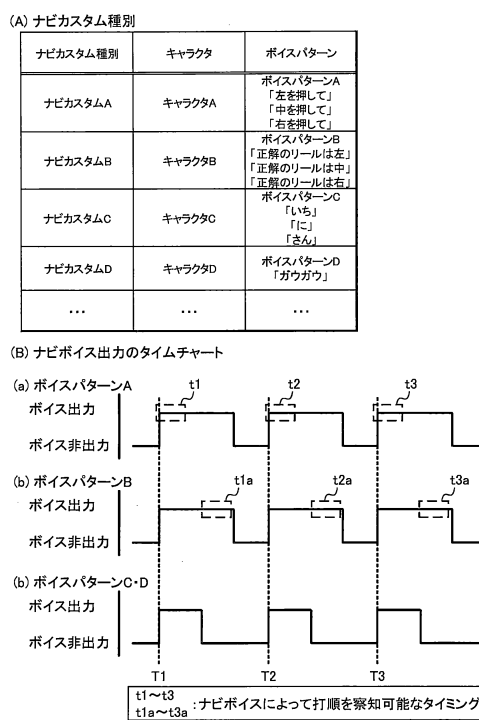 (A) ナビカスタム種別
ナビカスタム種別 キャラクタ ボイスパターン
ナビカスタムA キャラクタA ボイスパターンA
「左を押して」
「中を押して」
「右を押して」
ナビカスタムB キャラクタB ボイスパターンB
「正解のリールは左」
「正解のリールは中」
「正解のリールは右」
ナビカスタムC キャラクタC ボイスパターンC
「いち」
「に」
「さん」
ナビカスタムD キャラクタD ボイスパターンD
「ガウガウ」
… … …
(B) ナビボイス出力のタイムチャート
(a) ボイスパターンA
t1 t2 t3
ボイス出力
ボイス非出力
(b) ボイスパターンB
t1a t2a t3a
ボイス出力
ボイス非出力
(b) ボイスパターンC・D
ボイス出力
ボイス非出力
T1 T2 T3
t1～t3
t1a～t3a :ナビボイスによって打順を察知可能なタイミング